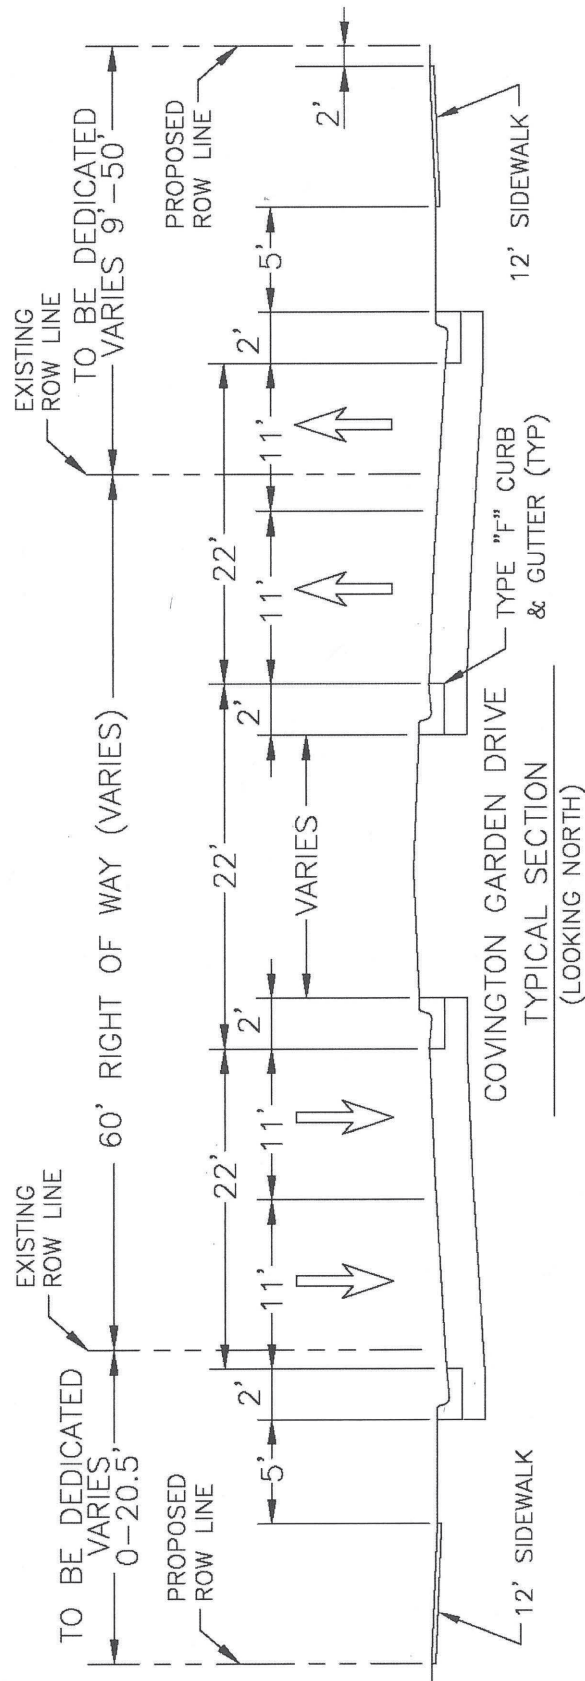 EXISTING
ROW LINE
EXISTING
ROW LINE
TO BE DEDICATED
VARIES
0-20.5'
60' RIGHT OF WAY (VARIES)
TO BE DEDICATED
VARIES 9'-50'
PROPOSED
ROW LINE
PROPOSED
ROW LINE
22'
22'
22'
5'
2'
11'
11'
2'
VARIES
2'
11'
11'
2'
5'
2'
12' SIDEWALK
12' SIDEWALK
TYPE "F" CURB
& GUTTER (TYP)
COVINGTON GARDEN DRIVE
TYPICAL SECTION
(LOOKING NORTH)